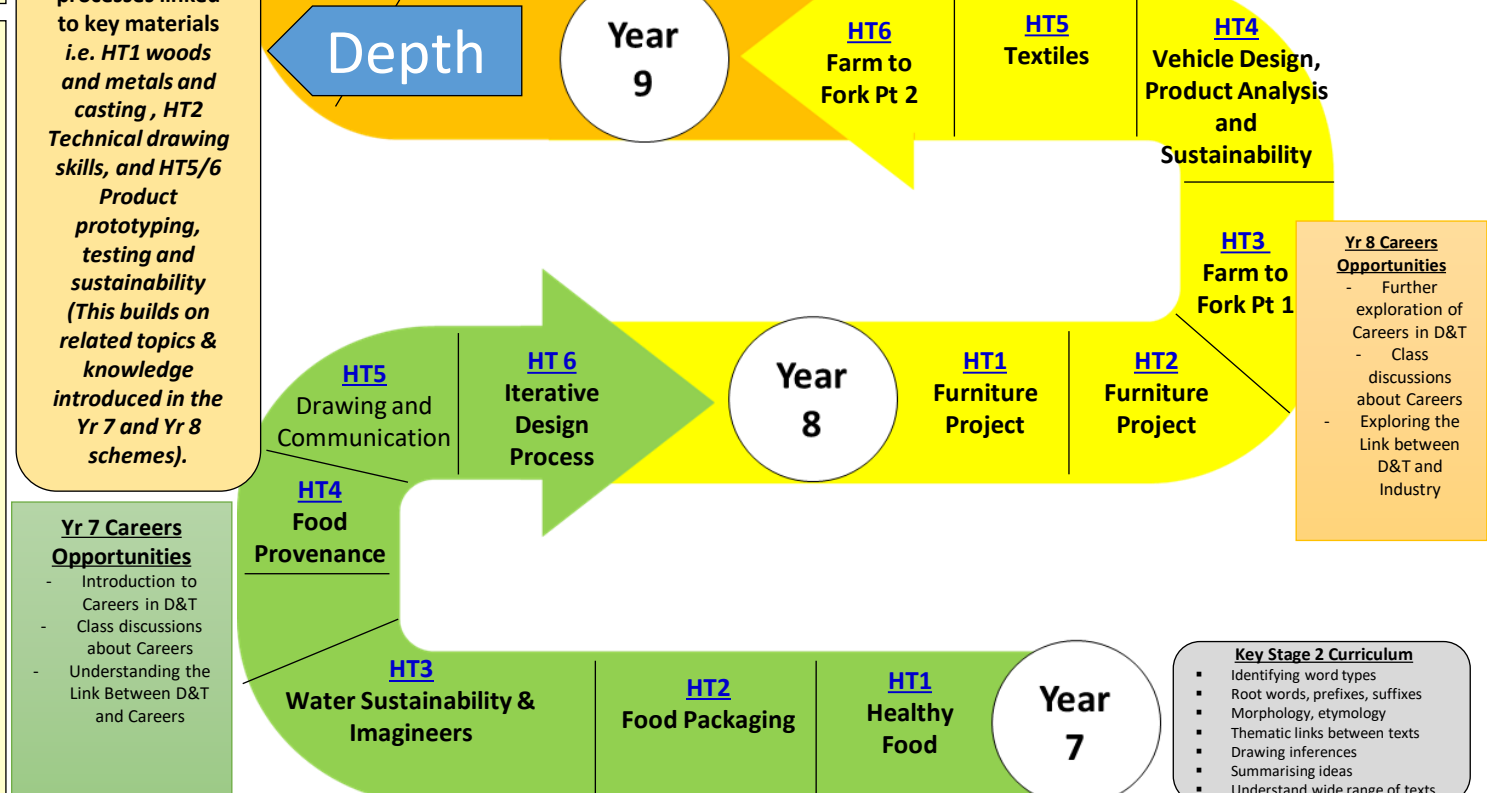 processes linked
to key materials
i.e. HT1 woods
and metals and
casting , HT2
Technical drawing
skills, and HT5/6
Product
prototyping,
testing and
sustainability
(This builds on
related topics &
knowledge
introduced in the
Yr 7 and Yr 8
schemes).
Depth
Year
9
HT6
Farm to
Fork Pt 2
HT5
Textiles
HT4
Vehicle Design,
Product Analysis
and
Sustainability
HT3
Farm to
Fork Pt 1
Yr 8 Careers
Opportunities
- Further
exploration of
Careers in D&T
- Class
discussions
about Careers
- Exploring the
Link between
D&T and
Industry
HT5
Drawing and
Communication
HT 6
Iterative
Design
Process
Year
8
HT1
Furniture
Project
HT2
Furniture
Project
HT4
Food
Provenance
Yr 7 Careers
Opportunities
- Introduction to
Careers in D&T
- Class discussions
about Careers
- Understanding the
Link Between D&T
and Careers
HT3
Water Sustainability &
Imagineers
HT2
Food Packaging
HT1
Healthy
Food
Year
7
Key Stage 2 Curriculum
▪ Identifying word types
▪ Root words, prefixes, suffixes
▪ Morphology, etymology
▪ Thematic links between texts
▪ Drawing inferences
▪ Summarising ideas
▪ Understand wide range of texts